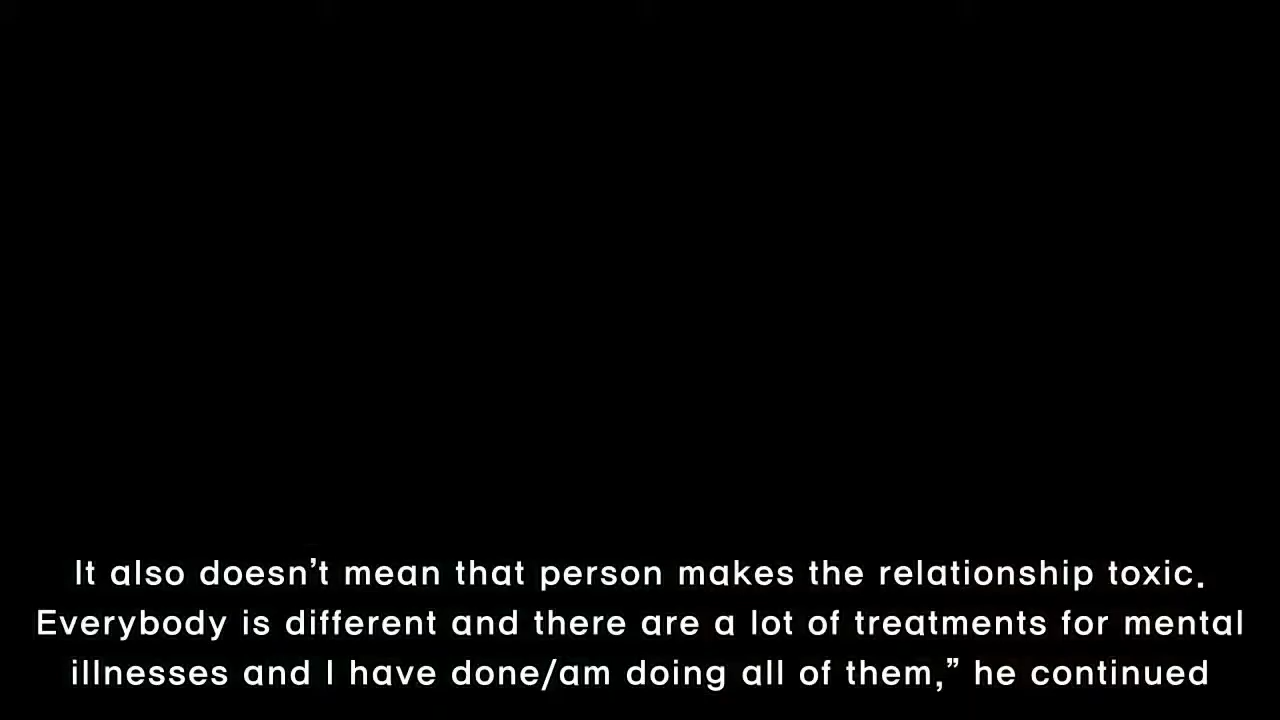 It also doesn’t mean that person makes the relationship toxic.
Everybody is different and there are a lot of treatments for mental
illnesses and I have done/am doing all of them,” he continued